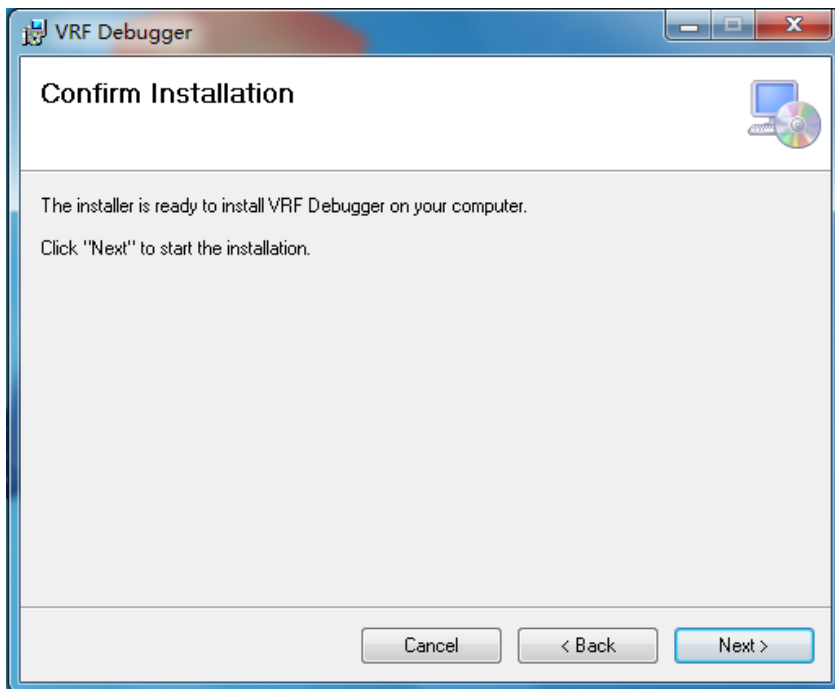 VRF Debugger
Confirm Installation
The installer is ready to install VRF Debugger on your computer.
Click "Next" to start the installation.
Cancel
< Back
Next >